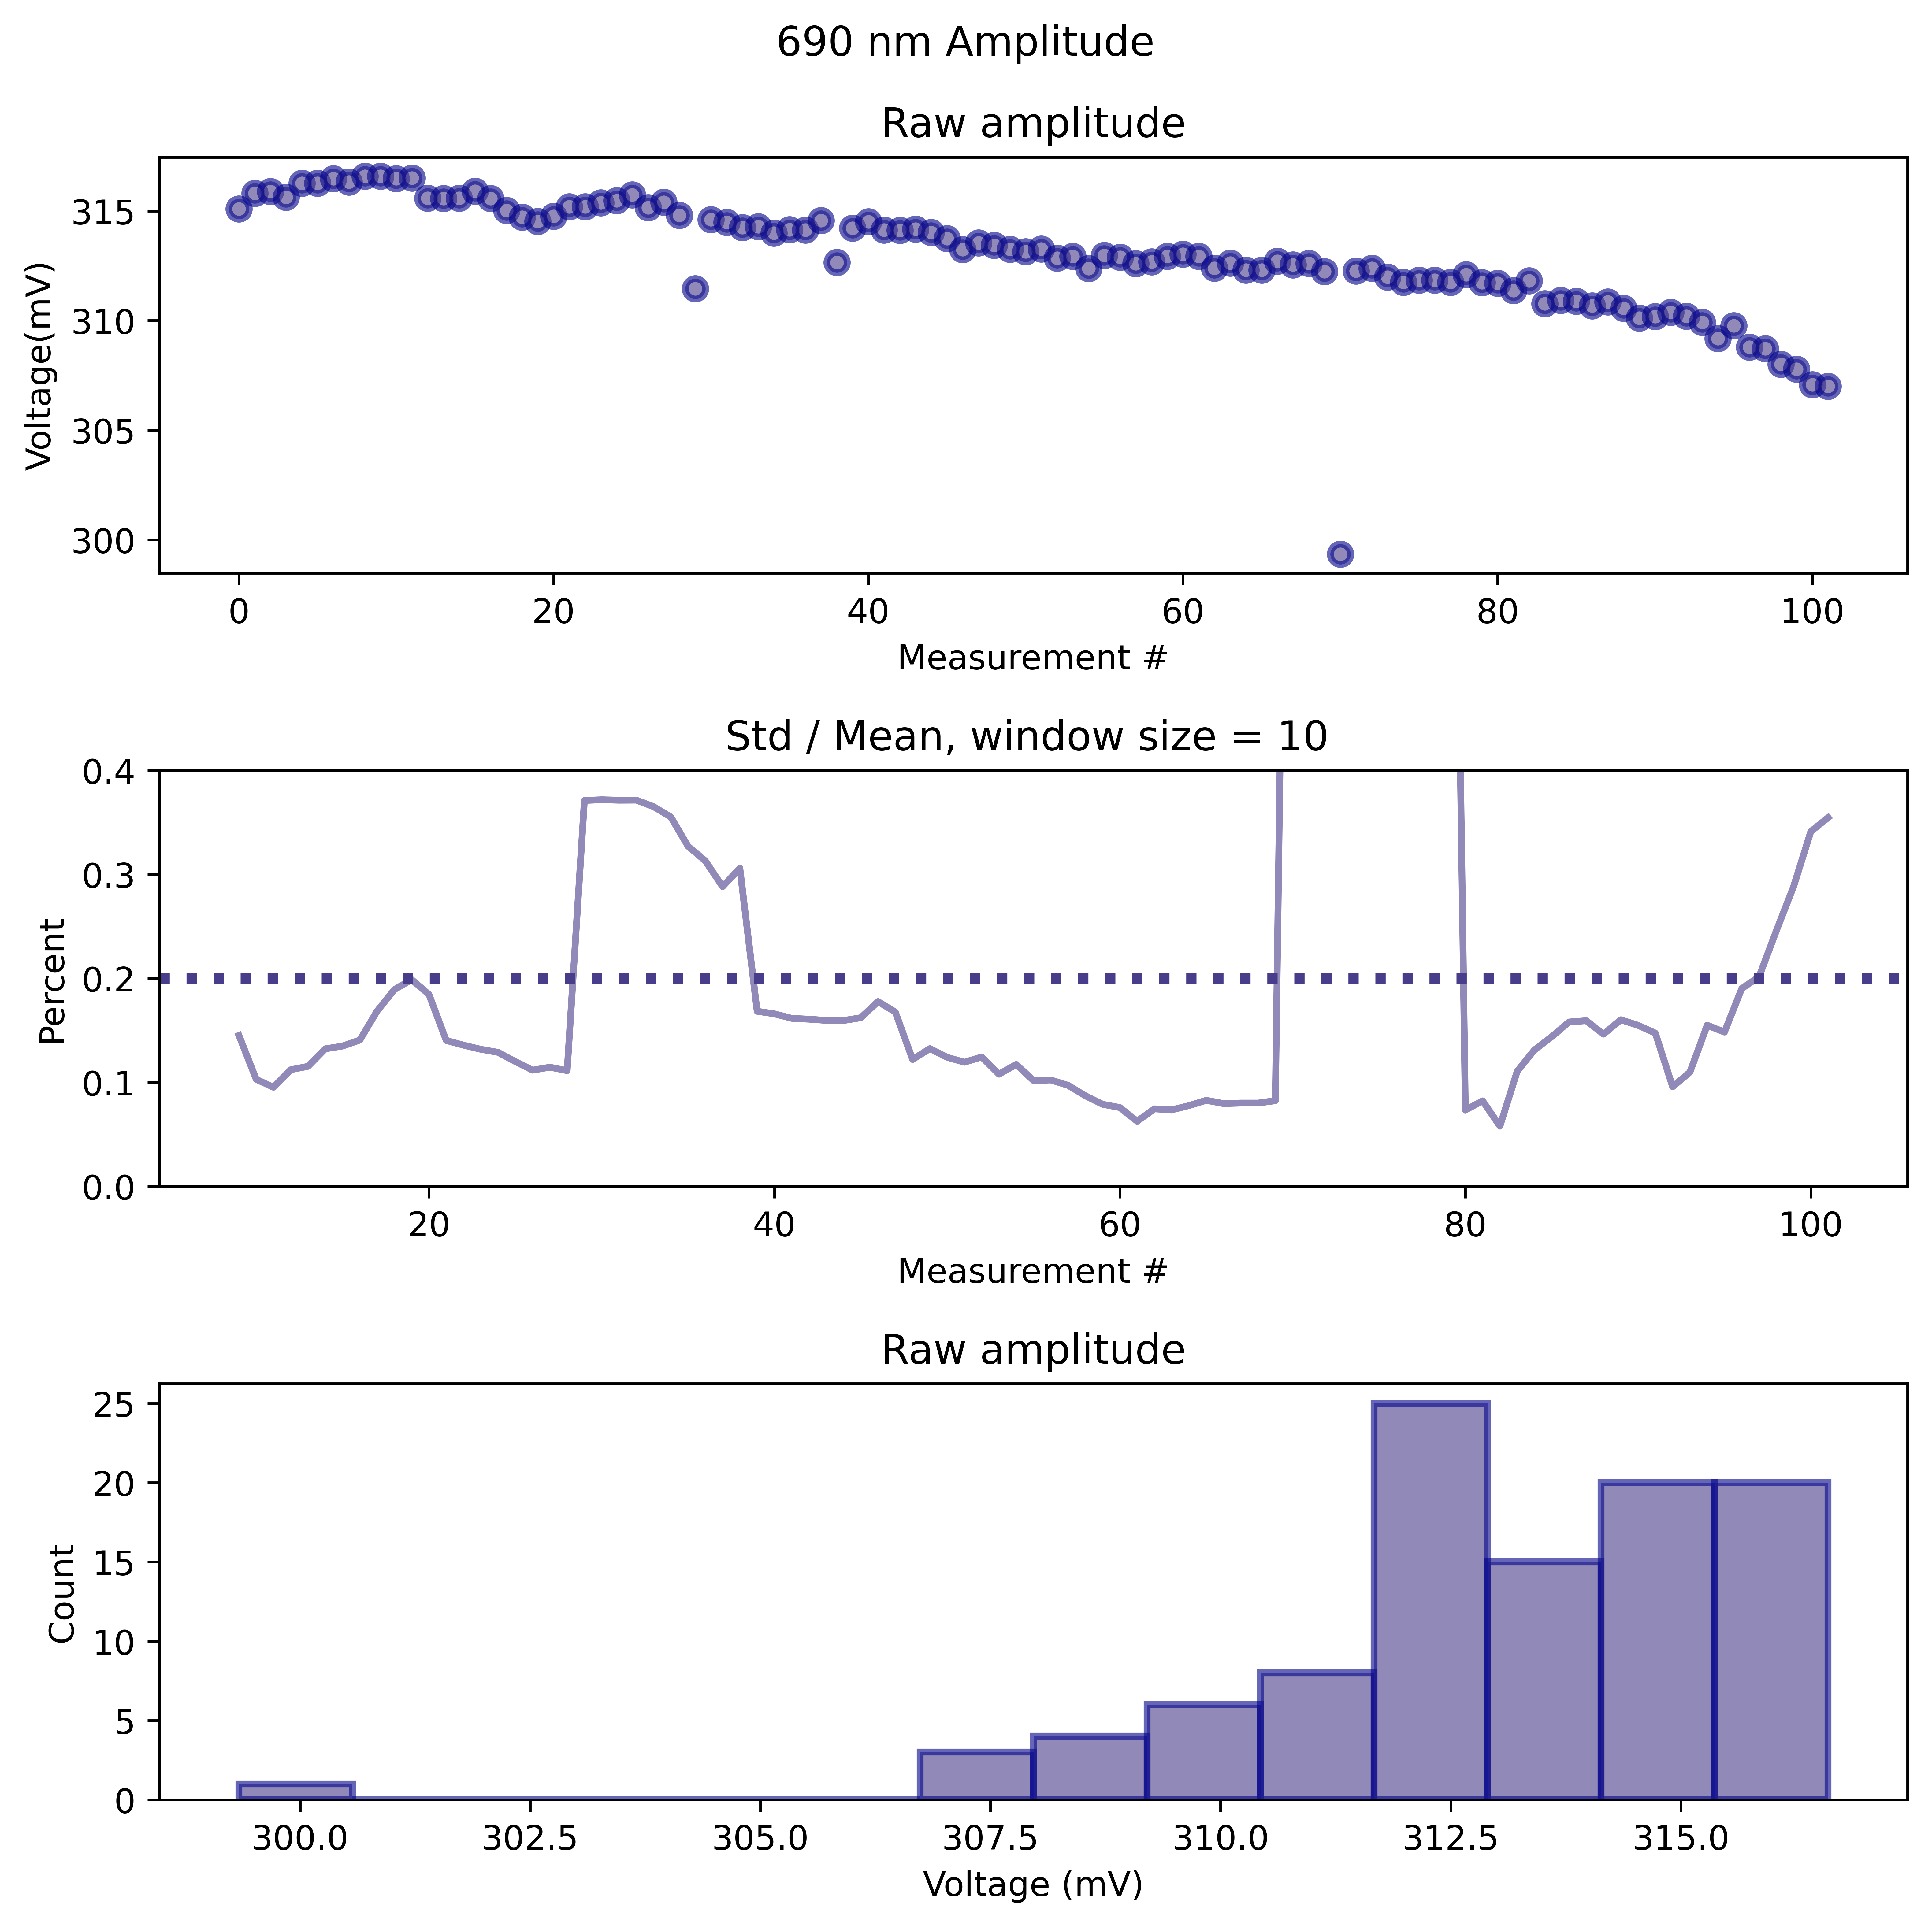 690 nm Amplitude
Raw amplitude
315
310
305
300
Voltage(mV)
0 20 40 60 80 100
Measurement #
Std / Mean, window size = 10
0.4
0.3
0.2
0.1
0.0
Percent
20 40 60 80 100
Measurement #
Raw amplitude
25
20
15
10
5
0
Count
300.0 302.5 305.0 307.5 310.0 312.5 315.0
Voltage (mV)